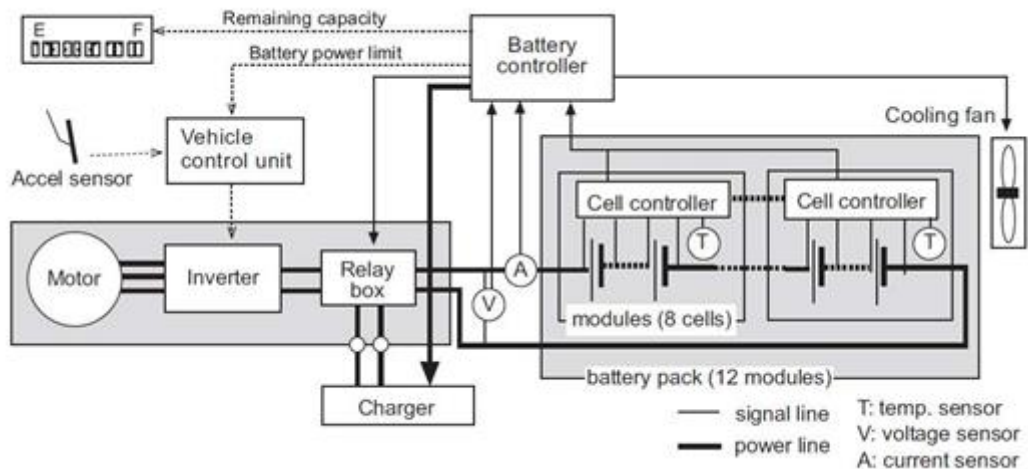 E F
Remaining capacity
Battery power limit
Battery
controller
Cooling fan
Accel sensor
Vehicle
control unit
Cell controller
Cell controller
T
T
Motor
Inverter
Relay
box
A
V
modules (8 cells)
battery pack (12 modules)
Charger
signal line
power line
T: temp. sensor
V: voltage sensor
A: current sensor